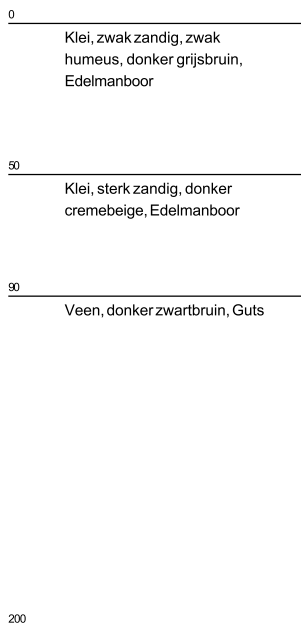 0
Klei, zwak zandig, zwak
humeus, donker grijsbruin,
Edelmanboor
50
Klei, sterk zandig, donker
cremebeige, Edelmanboor
90
Veen, donker zwartbruin, Guts
200